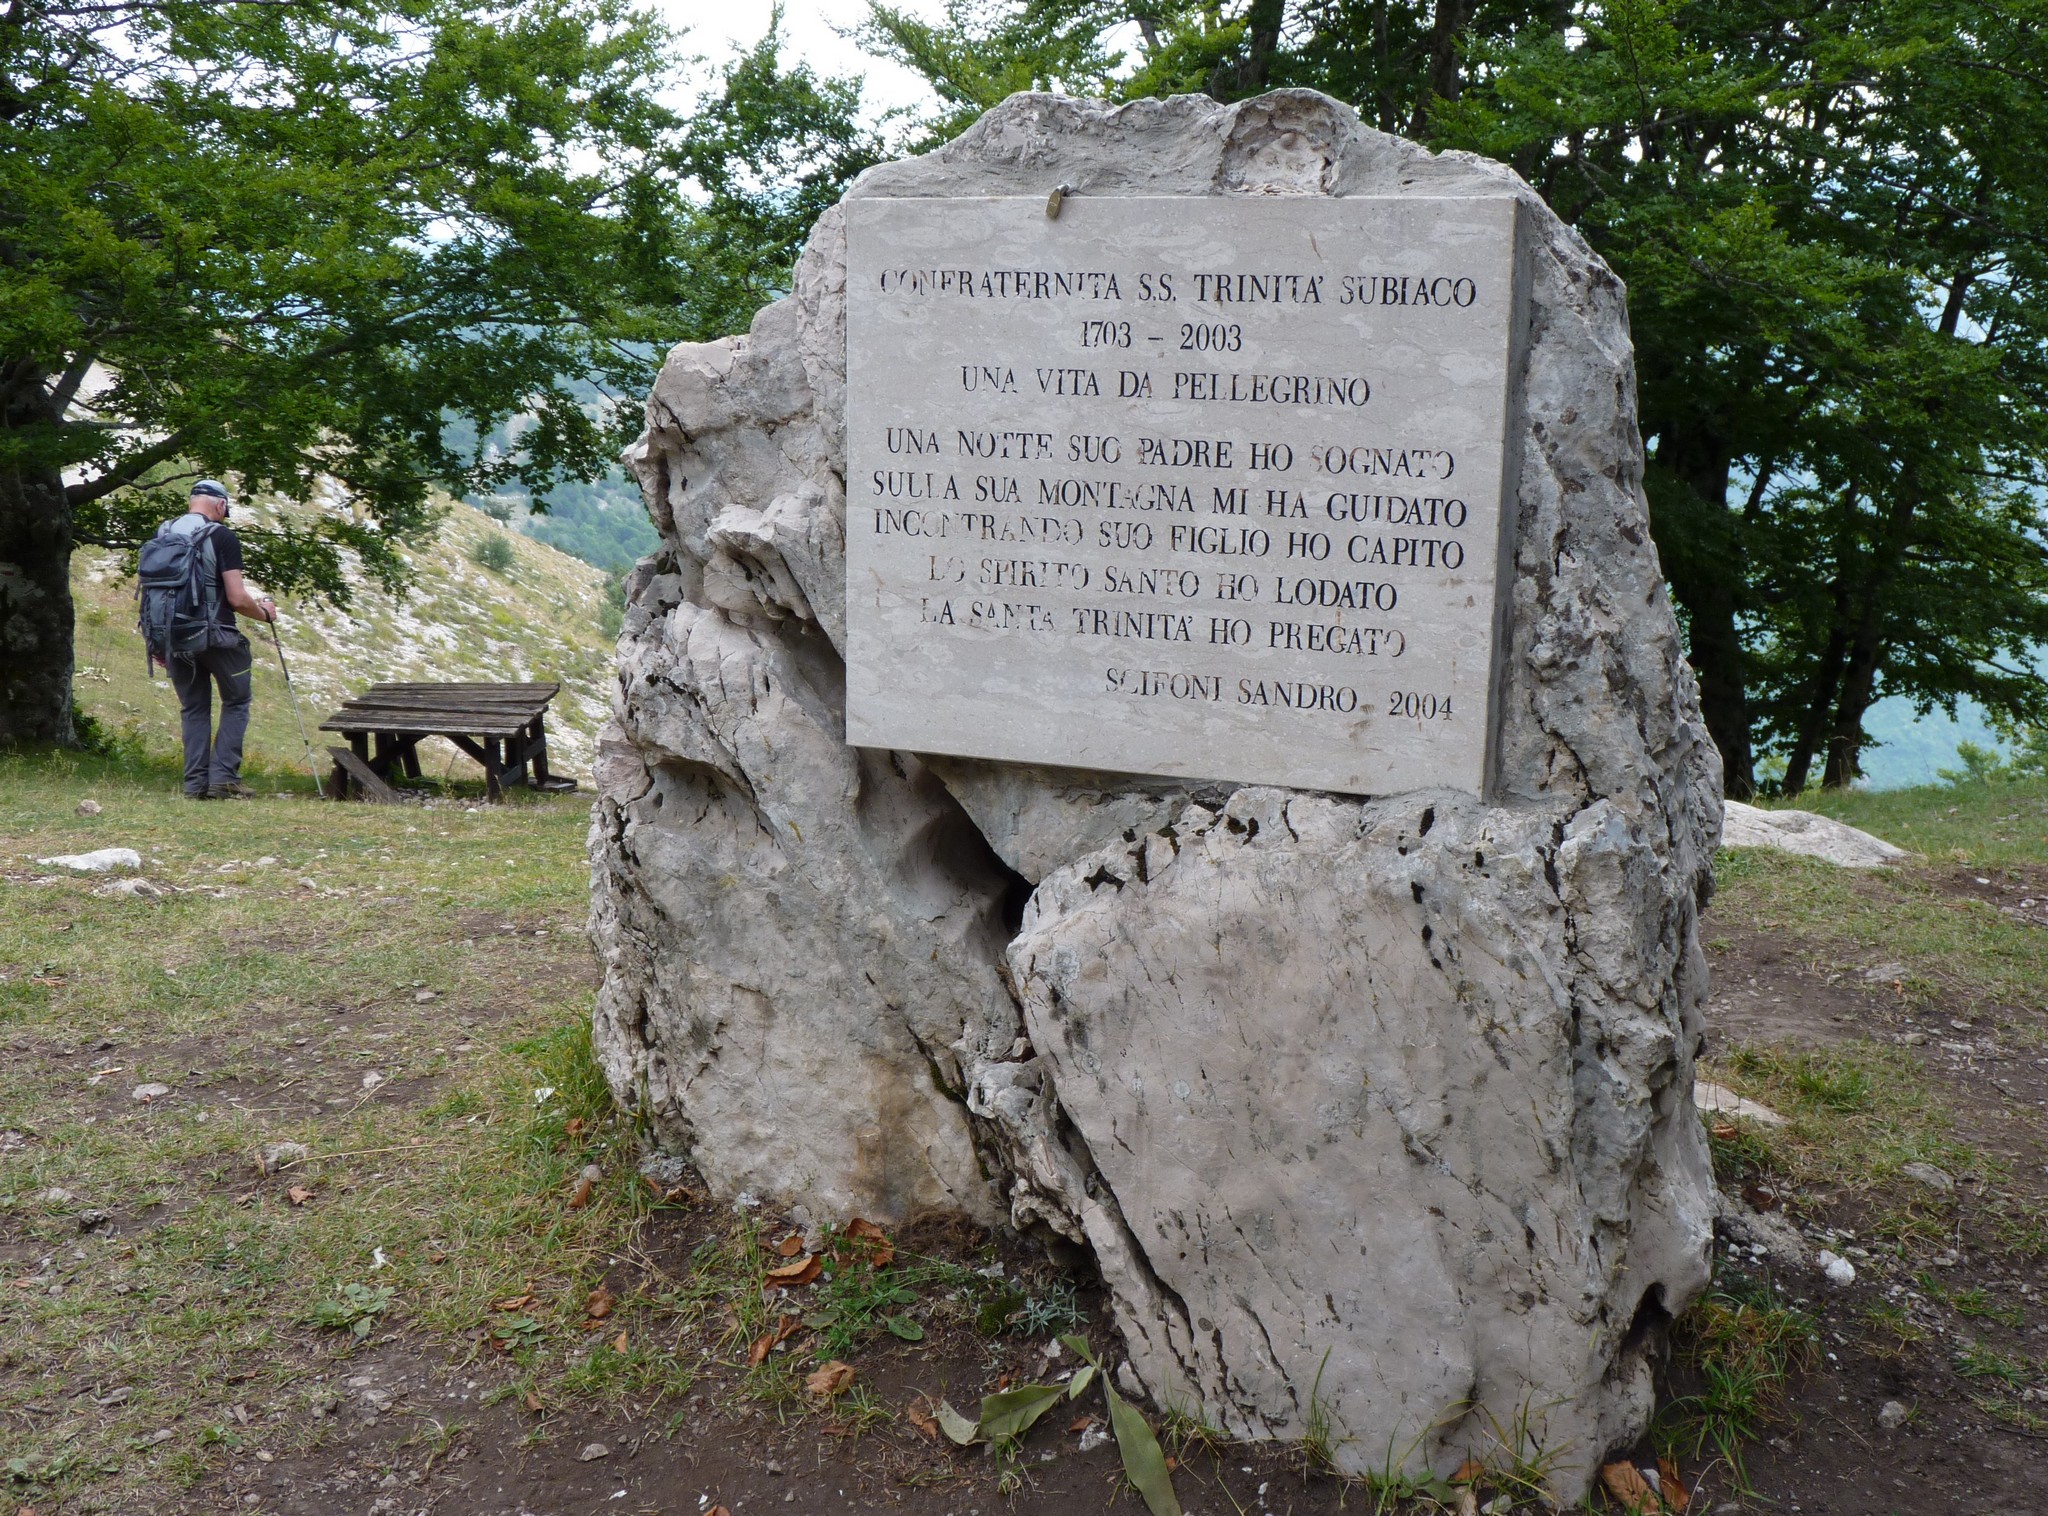 CONFRATERNITA S.S. TRINITA' SUBIACO
1703 - 2003
UNA VITA DA PELLEGRINO
UNA NOTTE SUO PADRE HO SOGNATO
SULLA SUA MONTAGNA MI HA GUIDATO
INCONTRANDO SUO FIGLIO HO CAPITO
LO SPIRITO SANTO HO LODATO
LA SANTA TRINITA' HO PREGATO
SCIFONI SANDRO 2004